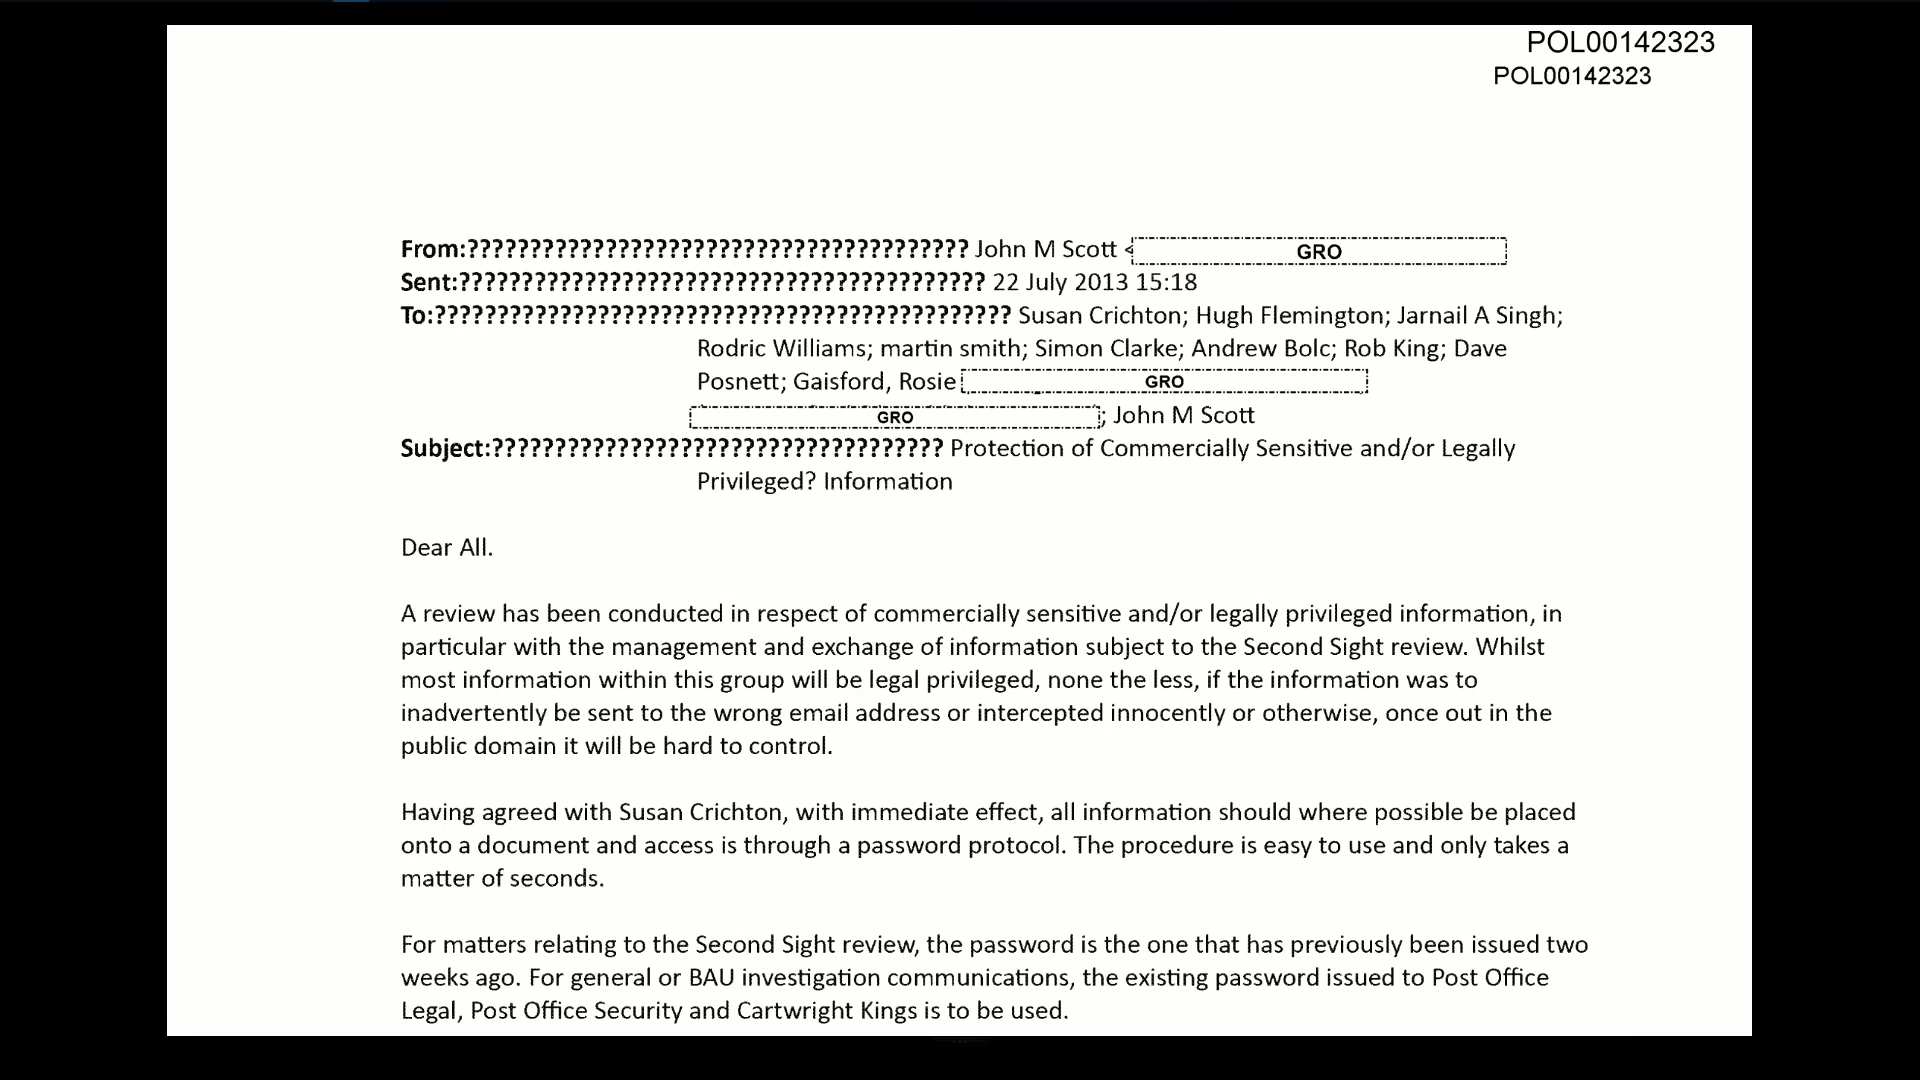 POL00142323
POL00142323
From:???????????????????????????????????????? John M Scott < GRO
Sent:?????????????????????????????????????????? 22 July 2013 15:18
To:?????????????????????????????????????????????? Susan Crichton; Hugh Flemington; Jarnail A Singh;
Rodric Williams; martin smith; Simon Clarke; Andrew Bolc; Rob King; Dave
Posnett; Gaisford, Rosie GRO
GRO ; John M Scott
Subject:???????????????????????????????????? Protection of Commercially Sensitive and/or Legally
Privileged? Information
Dear All.
A review has been conducted in respect of commercially sensitive and/or legally privileged information, in
particular with the management and exchange of information subject to the Second Sight review. Whilst
most information within this group will be legal privileged, none the less, if the information was to
inadvertently be sent to the wrong email address or intercepted innocently or otherwise, once out in the
public domain it will be hard to control.
Having agreed with Susan Crichton, with immediate effect, all information should where possible be placed
onto a document and access is through a password protocol. The procedure is easy to use and only takes a
matter of seconds.
For matters relating to the Second Sight review, the password is the one that has previously been issued two
weeks ago. For general or BAU investigation communications, the existing password issued to Post Office
Legal, Post Office Security and Cartwright Kings is to be used.